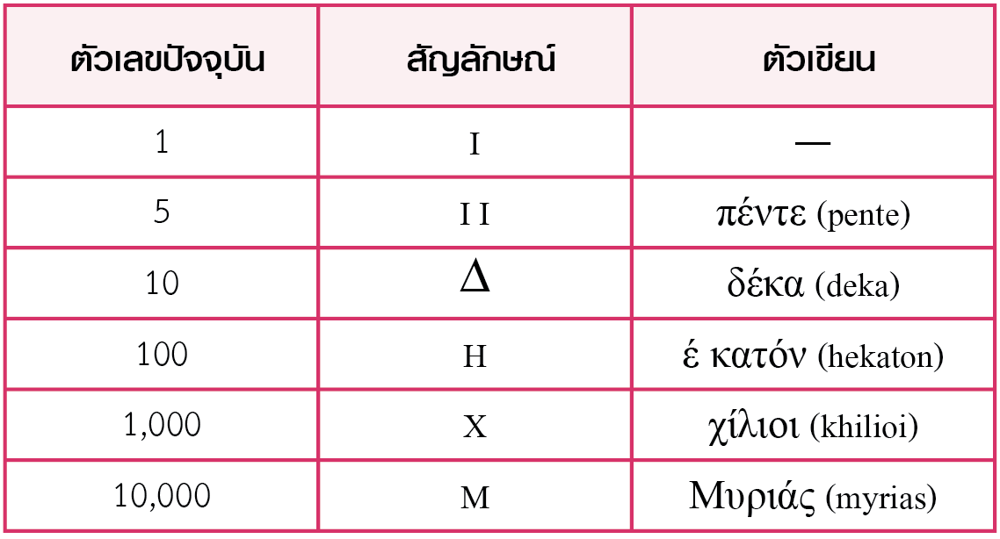 ตัวเลขปัจจุบัน สัญลักษณ์ ตัวเขียน
1 I —
5 I I πέντε (pente)
10 Δ δέκα (deka)
100 H έ κατόν (hekaton)
1,000 X χίλιοι (khilioi)
10,000 M Μυριάς (myrias)